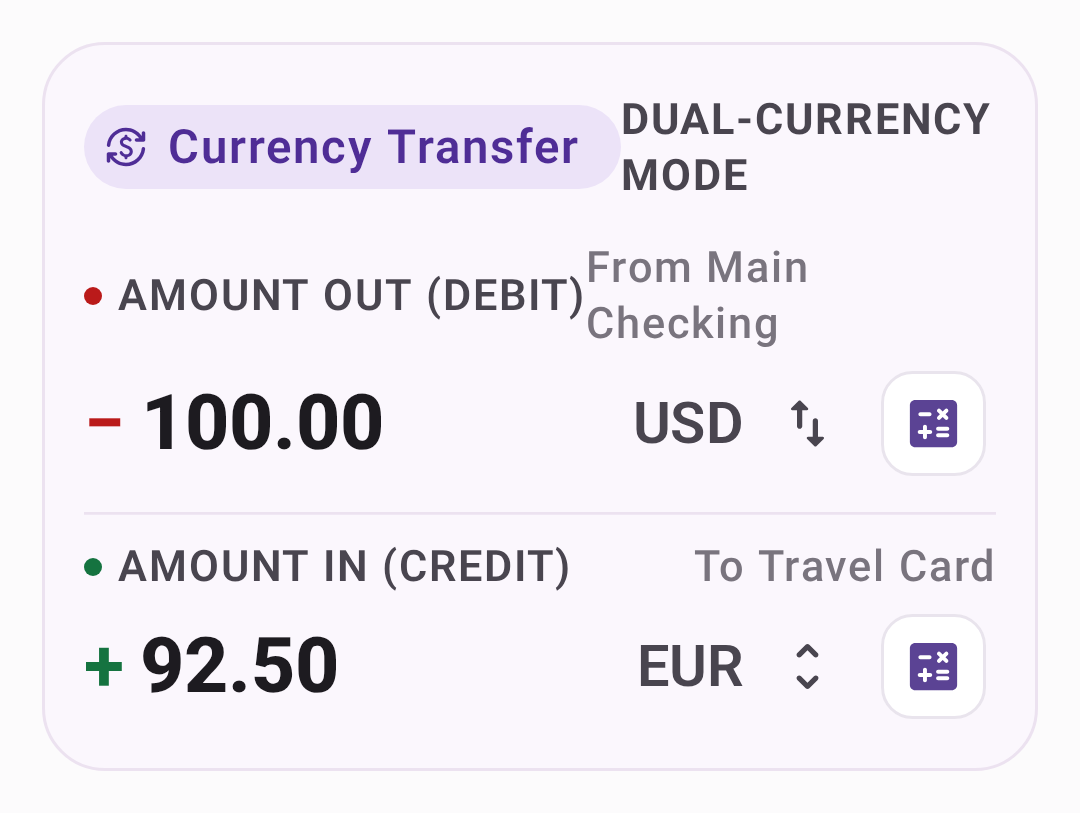 Currency Transfer
DUAL-CURRENCY
MODE
AMOUNT OUT (DEBIT)
From Main
Checking
− 100.00
USD
AMOUNT IN (CREDIT)
To Travel Card
+ 92.50
EUR